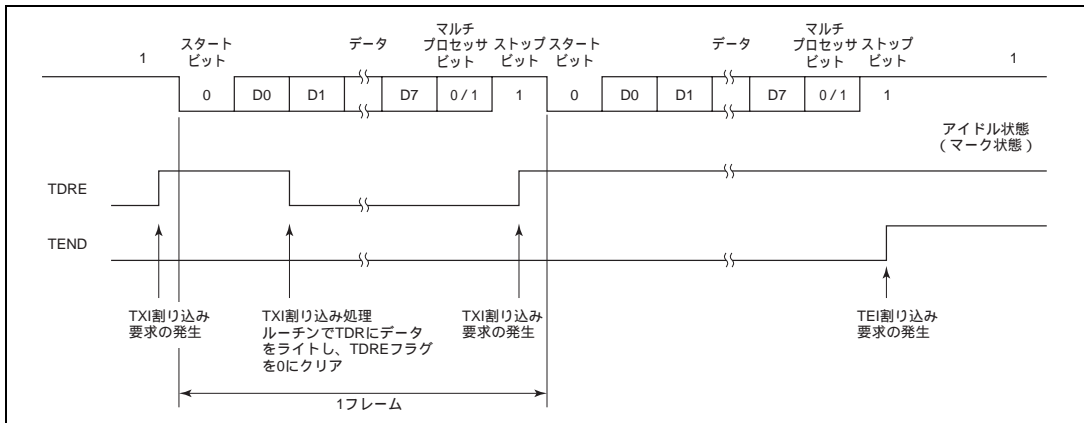 1
スタート
ビット
データ
マルチ
プロセッサ
ビット
ストップ
ビット
スタート
ビット
データ
マルチ
プロセッサ
ビット
ストップ
ビット
1
0 D0 D1 D7 0 / 1 1 0 D0 D1 D7 0/1 1
アイドル状態
(マーク状態)
TDRE
TEND
TXI割り込み
要求の発生
TXI割り込み処理
ルーチンでTDRにデータ
をライトし、TDREフラグ
を0にクリア
TXI割り込み
要求の発生
TEI割り込み
要求の発生
1フレーム